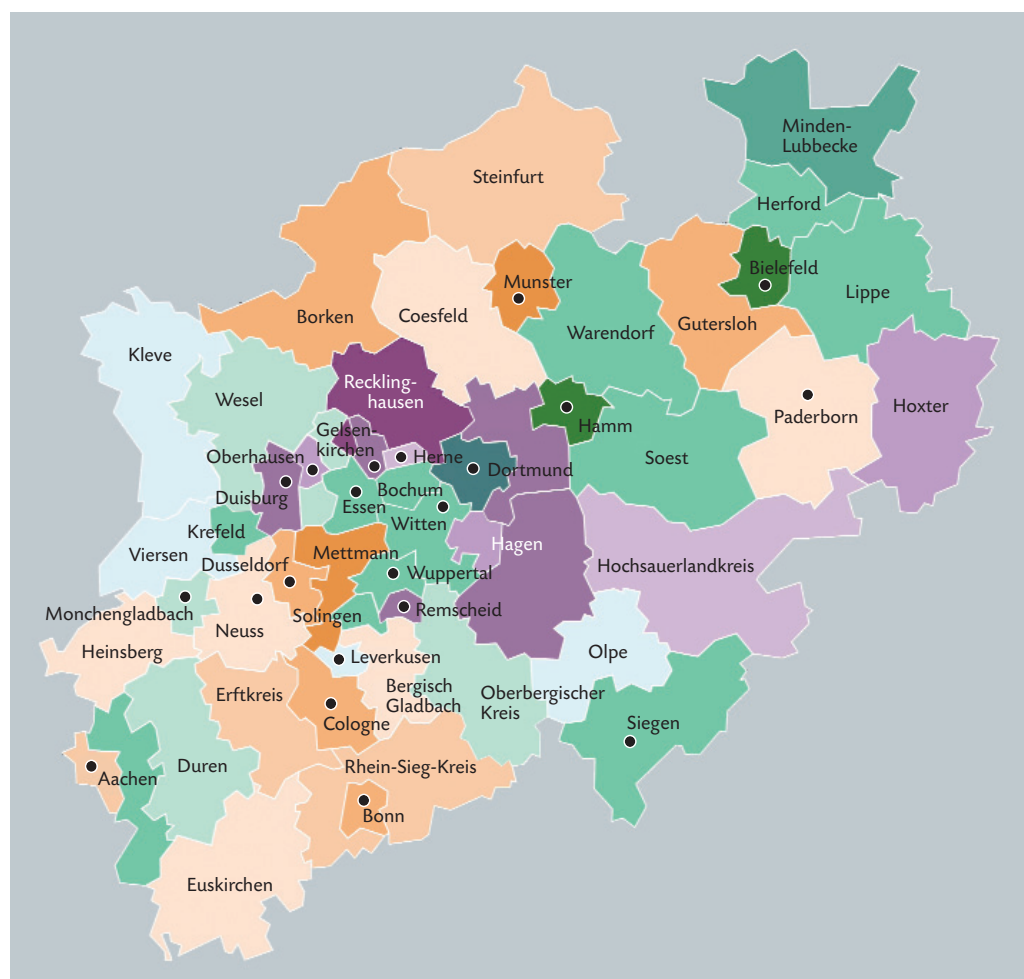 Minden-
Lubbecke
Steinfurt
Herford
Bielefeld
Munster
Lippe
Borken
Coesfeld
Warendorf
Gutersloh
Kleve
Reckling-
hausen
Wesel
Paderborn
Hoxter
Gelsen-
kirchen
Hamm
Oberhausen
Herne
Dortmund
Soest
Duisburg
Bochum
Essen
Witten
Krefeld
Viersen
Mettmann
Hagen
Dusseldorf
Wuppertal
Hochsauerlandkreis
Monchengladbach
Solingen
Remscheid
Neuss
Heinsberg
Leverkusen
Olpe
Erftkreis
Bergisch
Gladbach
Oberbergischer
Kreis
Cologne
Siegen
Duren
Rhein-Sieg-Kreis
Aachen
Bonn
Euskirchen